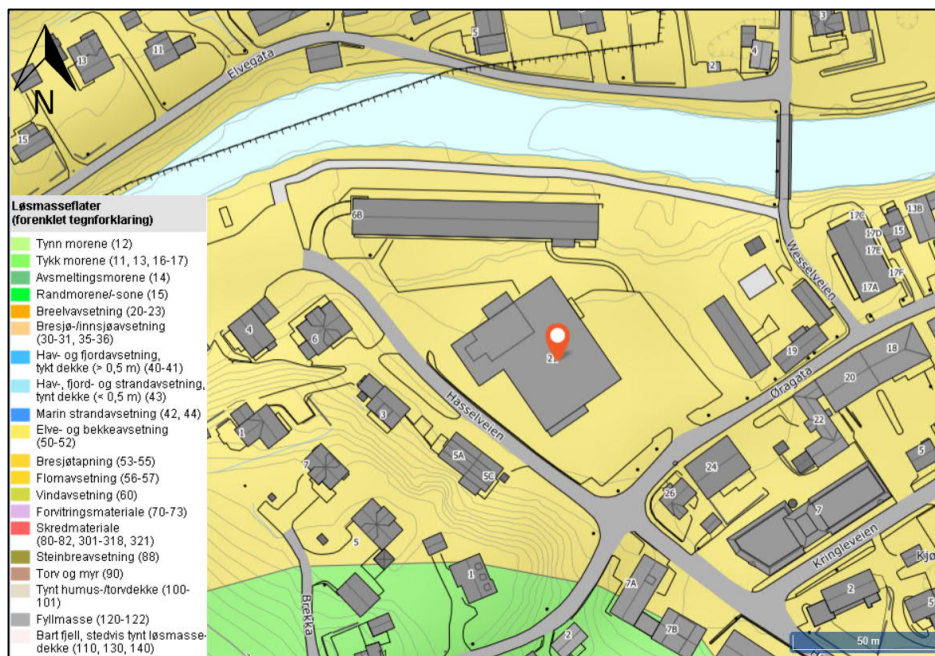 N
13
11
Elvegata
5
2
4
3
15
Løsmasseflater
(forenklet tegnforklaring)
Tynn morene (12)
Tykk morene (11, 13, 16-17)
Avsmeltingsmorene (14)
Randmorene/-sone (15)
Breelvavsetning (20-23)
Bresjø-/innsjøavsetning
(30-31, 35-36)
Hav- og fjordavsetning,
tykt dekke (> 0,5 m) (40-41)
Hav-, fjord- og strandavsetning,
tynt dekke (< 0,5 m) (43)
Marin strandavsetning (42, 44)
Elve- og bekkeavsetning
(50-52)
Bresjøtapning (53-55)
Flomavsetning (56-57)
Vindavsetning (60)
Forvitringsmateriale (70-73)
Skredmateriale
(80-82, 301-318, 321)
Steinbreavsetning (88)
Torv og myr (90)
Tynt humus-/torvdekke (100-
101)
Fyllmasse (120-122)
Bart fjell, stedvis tynt løsmasse-
dekke (110, 130, 140)
6B
17C
13B
17D
15
17E
17F
17A
Wesselveien
4
6
19
18
20
Øragata
3
Hasselveien
22
1
5A
5C
7
24
5
26
7
5
Kringleveien
1
7A
2
5
Brekka
2
7B
50 m